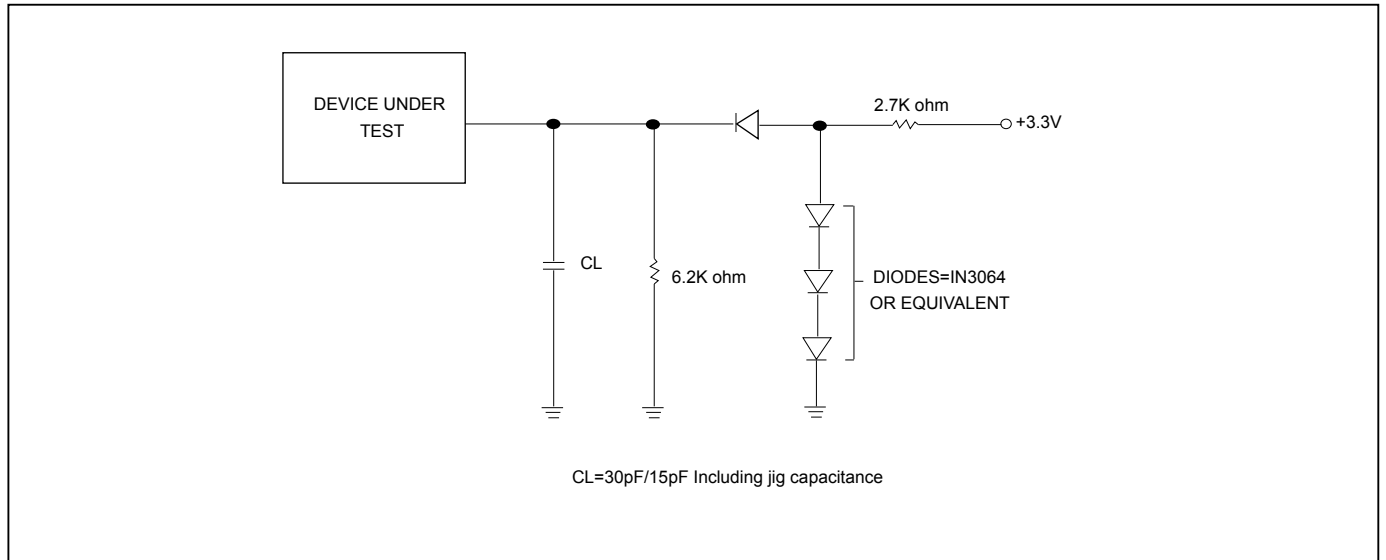 DEVICE UNDER
TEST
2.7K ohm
+3.3V
CL
6.2K ohm
DIODES=IN3064
OR EQUIVALENT
CL=30pF/15pF Including jig capacitance